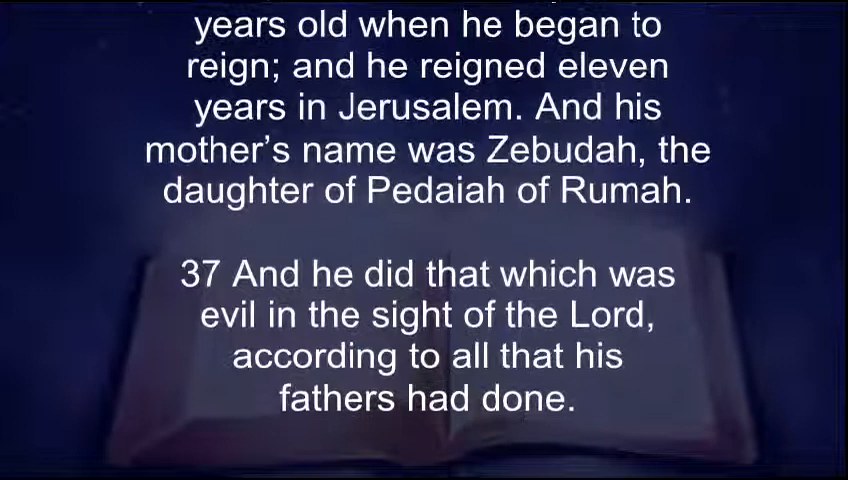 years old when he began to
reign; and he reigned eleven
years in Jerusalem. And his
mother’s name was Zebudah, the
daughter of Pedaiah of Rumah.
37 And he did that which was
evil in the sight of the Lord,
according to all that his
fathers had done.